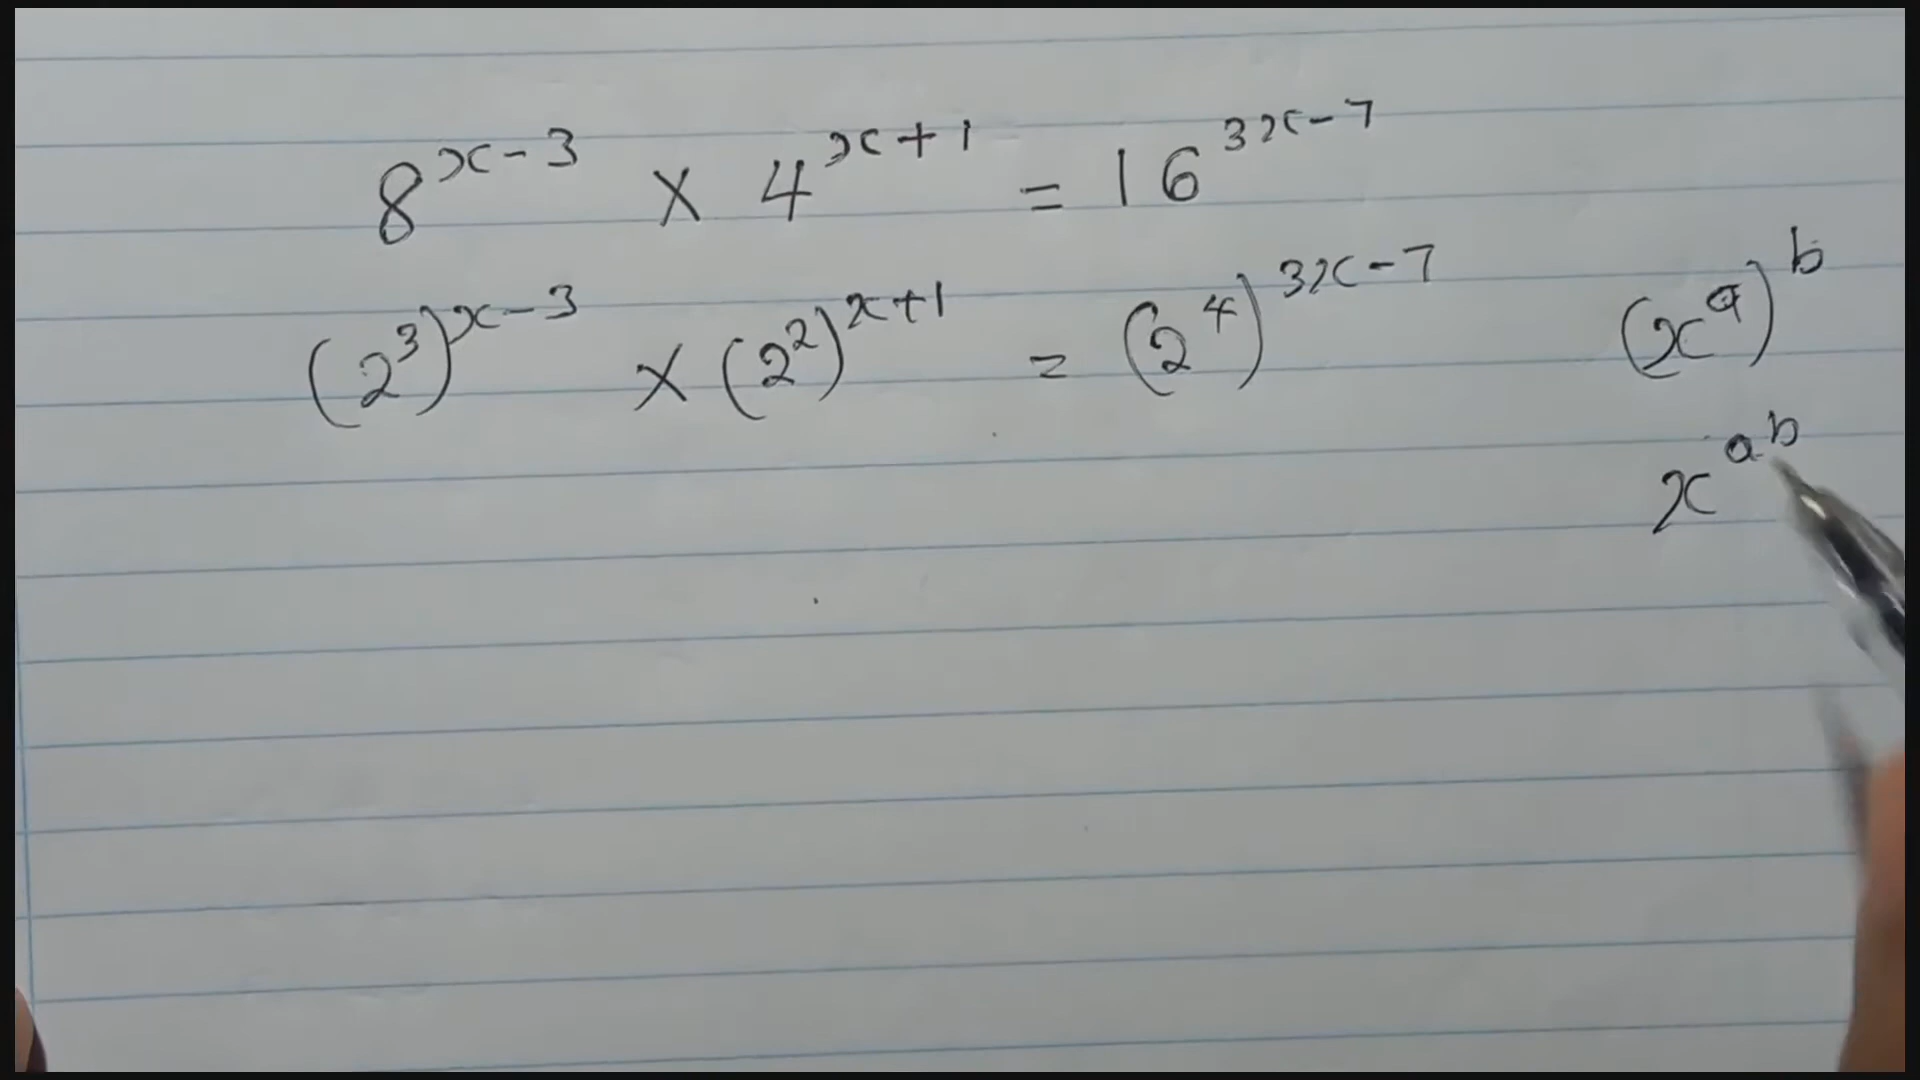 8^{x-3} × 4^{x+1} = 16^{3x-7}
(2^3)^{x-3} × (2^2)^{x+1} = (2^4)^{3x-7}
(x^a)^b
x^{ab}